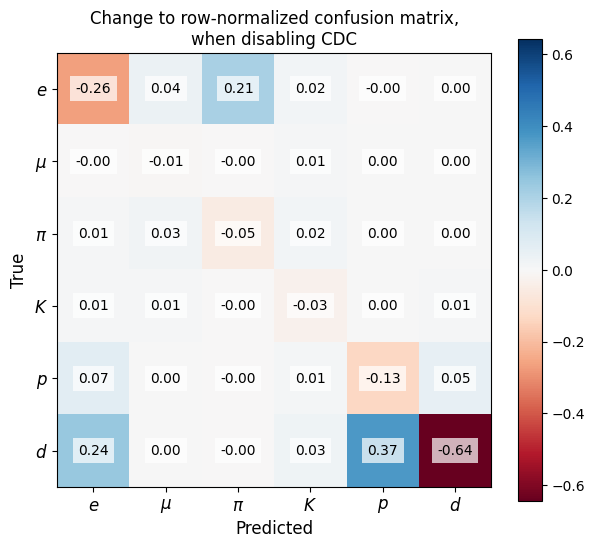 Change to row-normalized confusion matrix,
when disabling CDC
e -0.26 0.04 0.21 0.02 -0.00 0.00
μ -0.00 -0.01 -0.00 0.01 0.00 0.00
π 0.01 0.03 -0.05 0.02 0.00 0.00
K 0.01 0.01 -0.00 -0.03 0.00 0.01
p 0.07 0.00 -0.00 0.01 -0.13 0.05
d 0.24 0.00 -0.00 0.03 0.37 -0.64
e μ π K p d
Predicted
True
0.6
0.4
0.2
0.0
−0.2
−0.4
−0.6